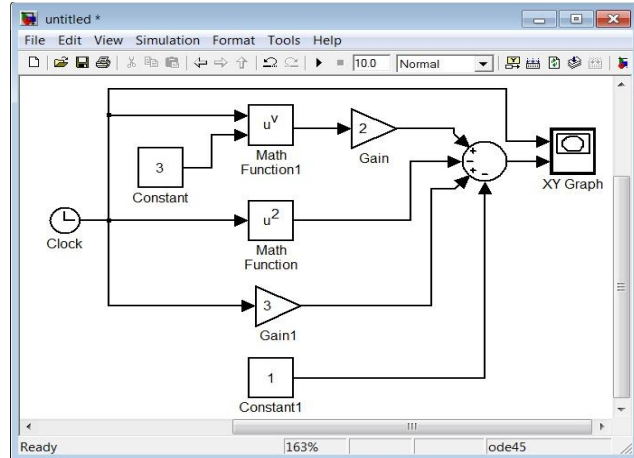 untitled *
File Edit View Simulation Format Tools Help
10.0 Normal
u^v
Math
Function1
2
Gain
3
Constant
+
−
+
−
XY Graph
Clock
u^2
Math
Function
3
Gain1
1
Constant1
Ready 163% ode45